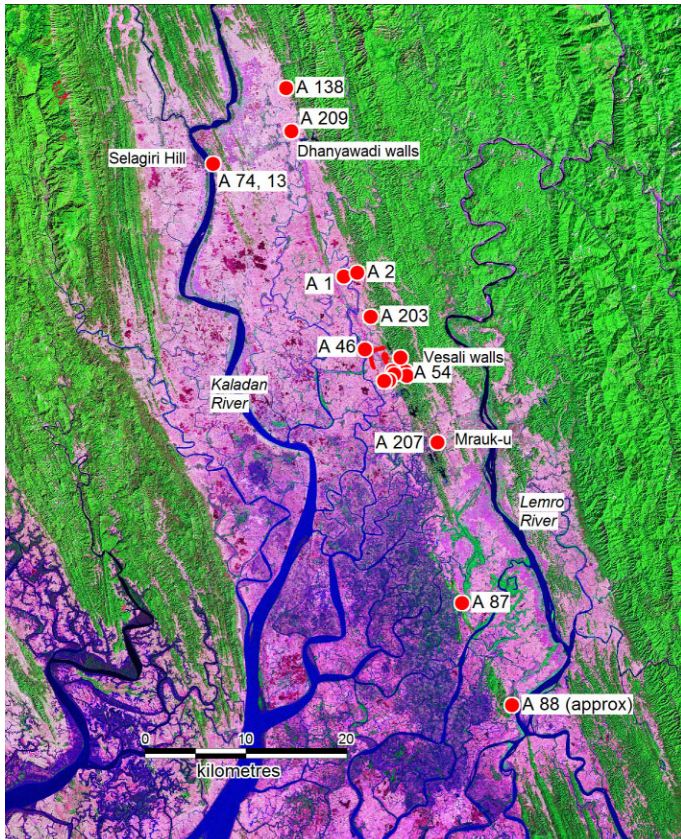 A 138
A 209
Dhanyawadi walls
Selagiri Hill
A 74, 13
A 2
A 1
A 203
A 46
Vesali walls
A 54
Kaladan
River
A 207
Mrauk-u
Lemro
River
A 87
A 88 (approx)
0 10 20
kilometres